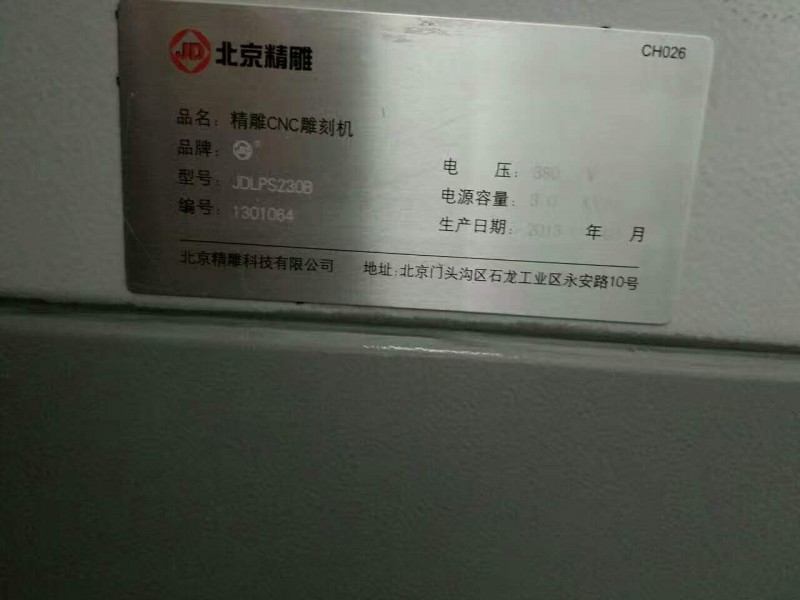 JD 北京精雕
CH026
品名: 精雕CNC雕刻机
品牌:
型号: JDLPS230B
编号: 1301064
电 压: 380 V
电源容量: 3.0
生产日期: 2013 年 月
北京精雕科技有限公司 地址:北京门头沟区石龙工业区永安路10号